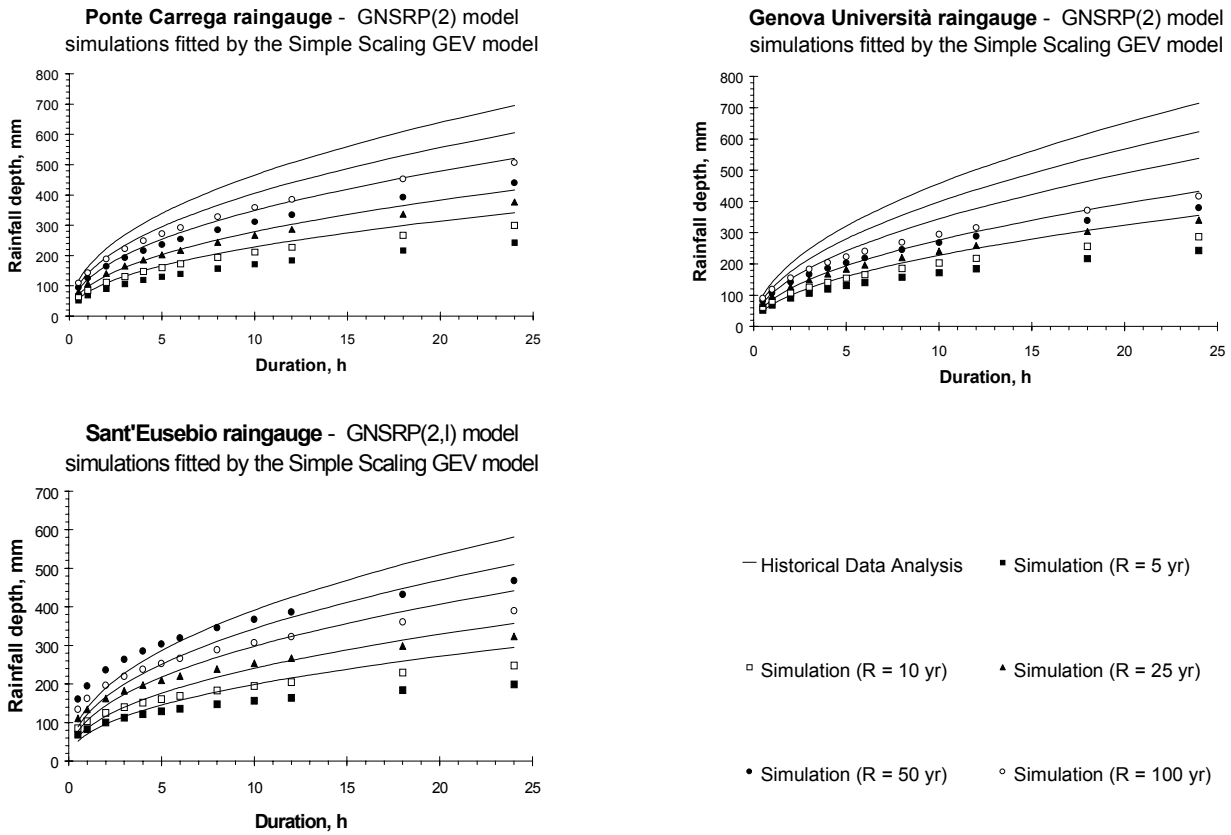 Ponte Carrega raingauge - GNSRP(2) model
simulations fitted by the Simple Scaling GEV model
800
700
600
500
400
300
200
100
0
Rainfall depth, mm
0 5 10 15 20 25
Duration, h
Genova Università raingauge - GNSRP(2) model
simulations fitted by the Simple Scaling GEV model
800
700
600
500
400
300
200
100
0
Rainfall depth, mm
0 5 10 15 20 25
Duration, h
Sant'Eusebio raingauge - GNSRP(2,I) model
simulations fitted by the Simple Scaling GEV model
700
600
500
400
300
200
100
0
Rainfall depth, mm
0 5 10 15 20 25
Duration, h
Historical Data Analysis
Simulation (R = 5 yr)
Simulation (R = 10 yr)
Simulation (R = 25 yr)
Simulation (R = 50 yr)
Simulation (R = 100 yr)